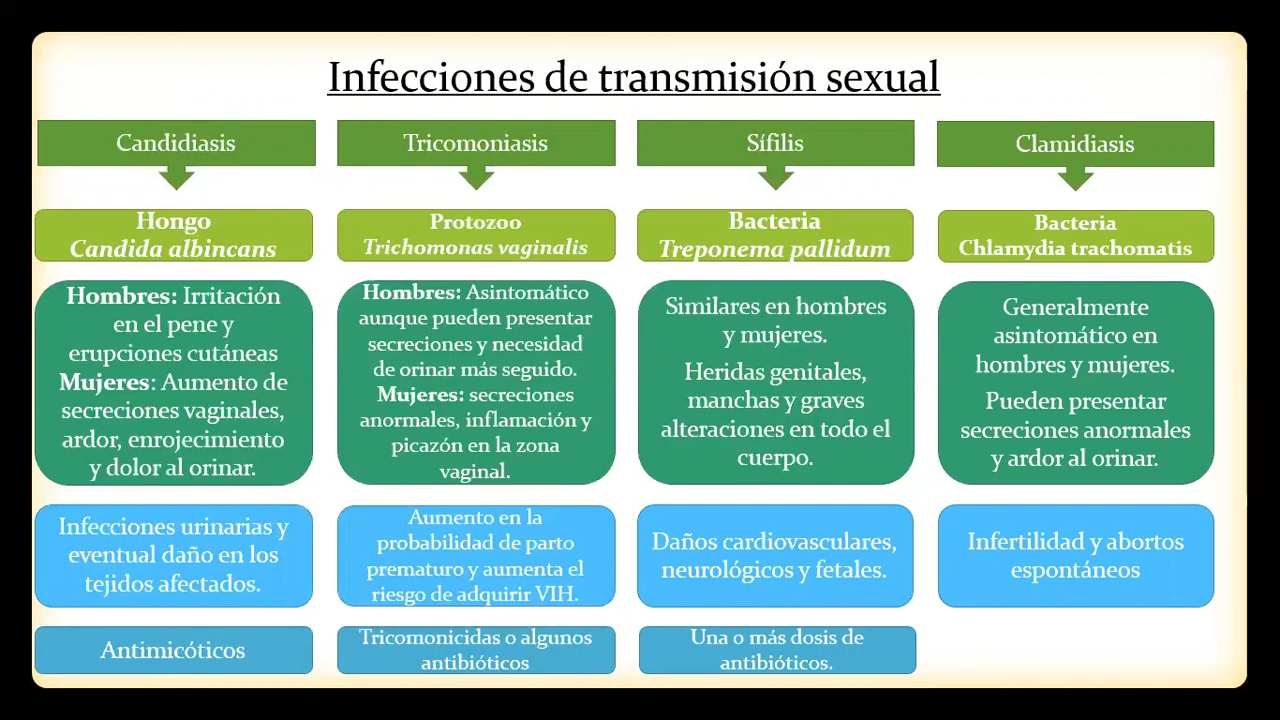 Infecciones de transmisión sexual
Candidiasis
Hongo
Candida albincans
Hombres: Irritación
en el pene y
erupciones cutáneas
Mujeres: Aumento de
secreciones vaginales,
ardor, enrojecimiento
y dolor al orinar.
Infecciones urinarias y
eventual daño en los
tejidos afectados.
Antimicóticos
Tricomoniasis
Protozoo
Trichomonas vaginalis
Hombres: Asintomático
aunque pueden presentar
secreciones y necesidad
de orinar más seguido.
Mujeres: secreciones
anormales, inflamación y
picazón en la zona
vaginal.
Aumento en la
probabilidad de parto
prematuro y aumenta el
riesgo de adquirir VIH.
Tricomonicidas o algunos
antibióticos
Sífilis
Bacteria
Treponema pallidum
Similares en hombres
y mujeres.
Heridas genitales,
manchas y graves
alteraciones en todo el
cuerpo.
Daños cardiovasculares,
neurológicos y fetales.
Una o más dosis de
antibióticos.
Clamidiasis
Bacteria
Chlamydia trachomatis
Generalmente
asintomático en
hombres y mujeres.
Pueden presentar
secreciones anormales
y ardor al orinar.
Infertilidad y abortos
espontáneos